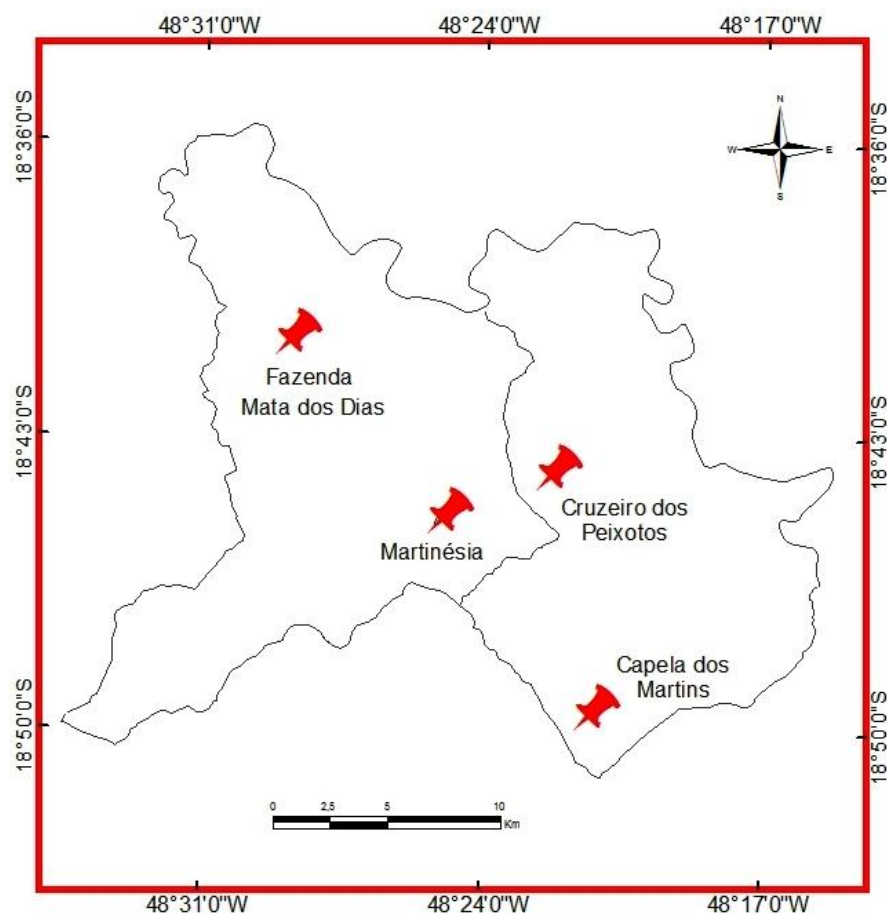 48°31'0"W 48°24'0"W 48°17'0"W
18°36'0"S
18°36'0"S
N
W E
S
Fazenda
Mata dos Dias
18°43'0"S
18°43'0"S
Cruzeiro dos
Peixotos
Martinésia
Capela dos
Martins
18°50'0"S
18°50'0"S
0 2,5 5 10
Km
48°31'0"W 48°24'0"W 48°17'0"W